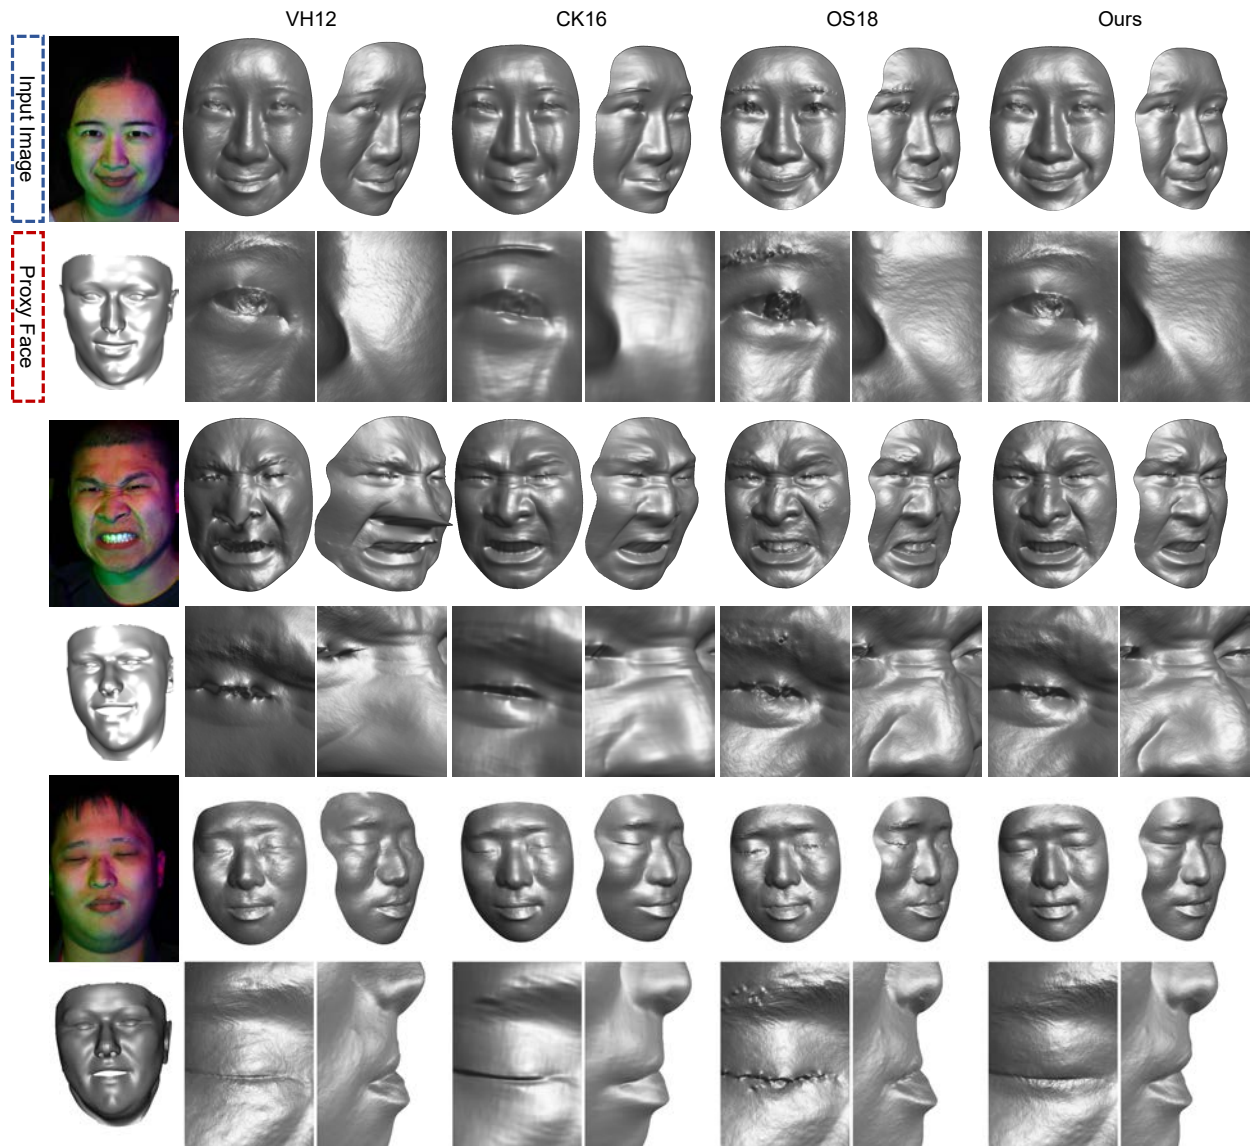 VH12
CK16
OS18
Ours
Input Image
Proxy Face